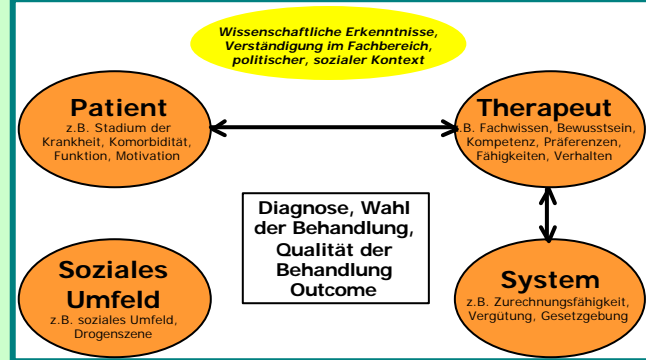 Wissenschaftliche Erkenntnisse,
Verständigung im Fachbereich,
politischer, sozialer Kontext
Patient
z.B. Stadium der
Krankheit, Komorbidität,
Funktion, Motivation
Therapeut
z.B. Fachwissen, Bewusstsein,
Kompetenz, Präferenzen,
Fähigkeiten, Verhalten
Diagnose, Wahl
der Behandlung,
Qualität der
Behandlung
Outcome
Soziales
Umfeld
z.B. soziales Umfeld,
Drogenszene
System
z.B. Zurechnungsfähigkeit,
Vergütung, Gesetzgebung